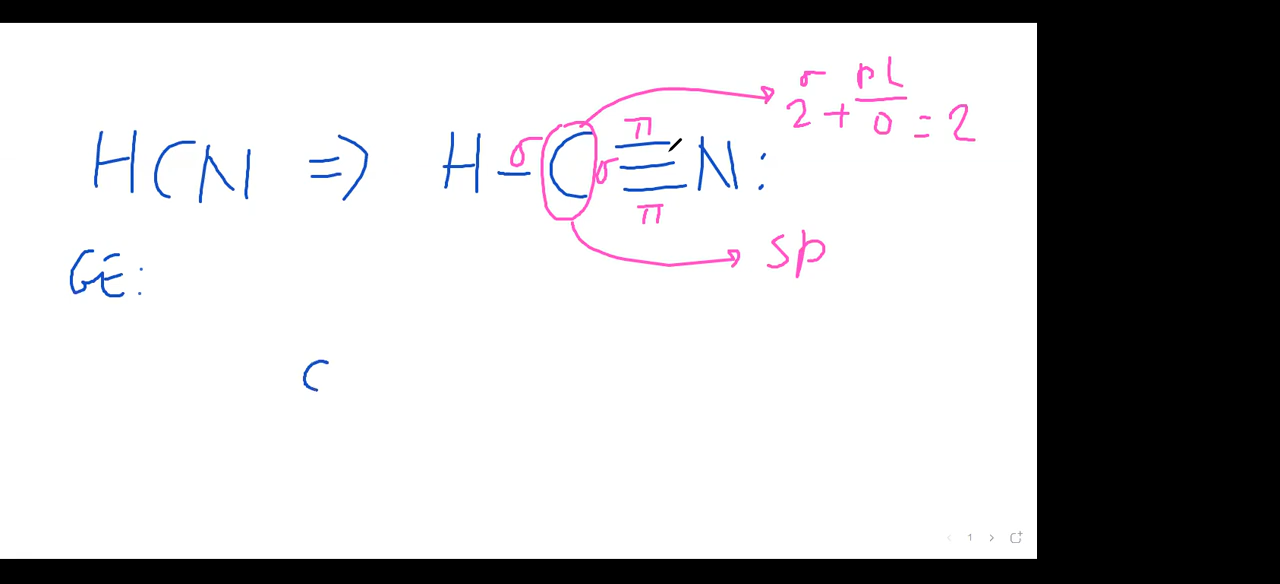 σ pL
2 + 0 = 2
HCN => H - C ≡ N :
σ σ π π
sp
GE:
C
1